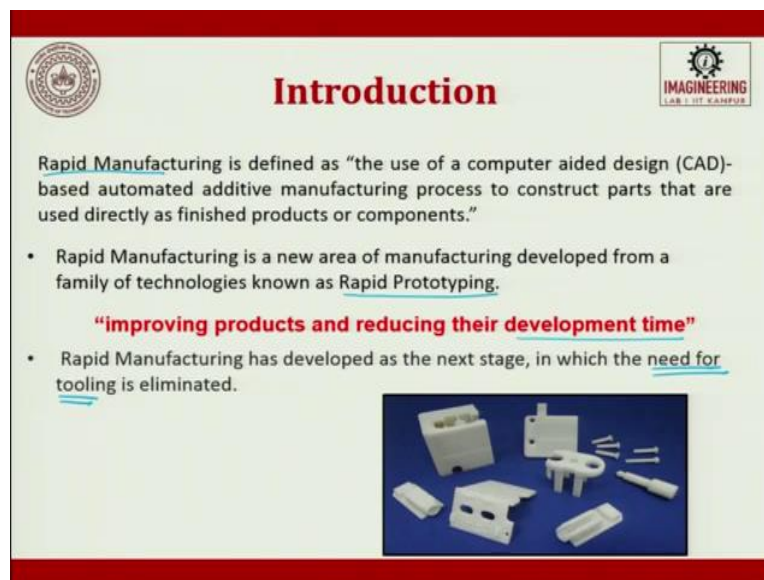 Introduction
IMAGINEERING
LAB | IIT KANPUR
Rapid Manufacturing is defined as “the use of a computer aided design (CAD)-
based automated additive manufacturing process to construct parts that are
used directly as finished products or components.”
• Rapid Manufacturing is a new area of manufacturing developed from a
family of technologies known as Rapid Prototyping.
“improving products and reducing their development time”
• Rapid Manufacturing has developed as the next stage, in which the need for
tooling is eliminated.